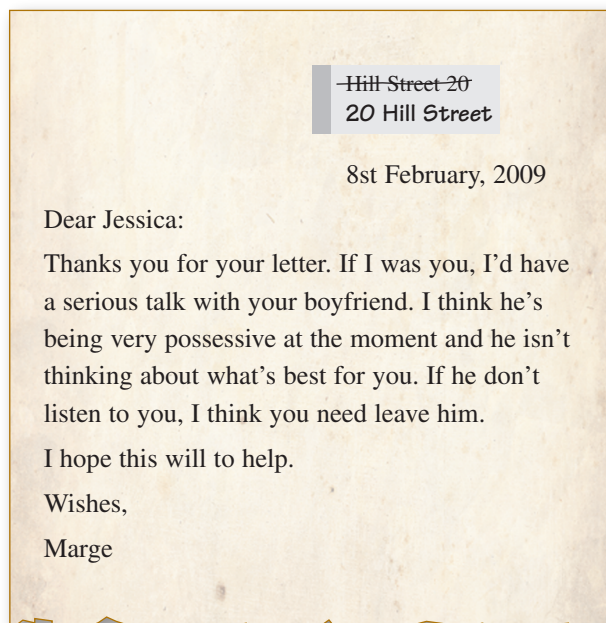 Hill Street 20
20 Hill Street
8st February, 2009
Dear Jessica:
Thanks you for your letter. If I was you, I'd have
a serious talk with your boyfriend. I think he's
being very possessive at the moment and he isn't
thinking about what's best for you. If he don't
listen to you, I think you need leave him.
I hope this will to help.
Wishes,
Marge